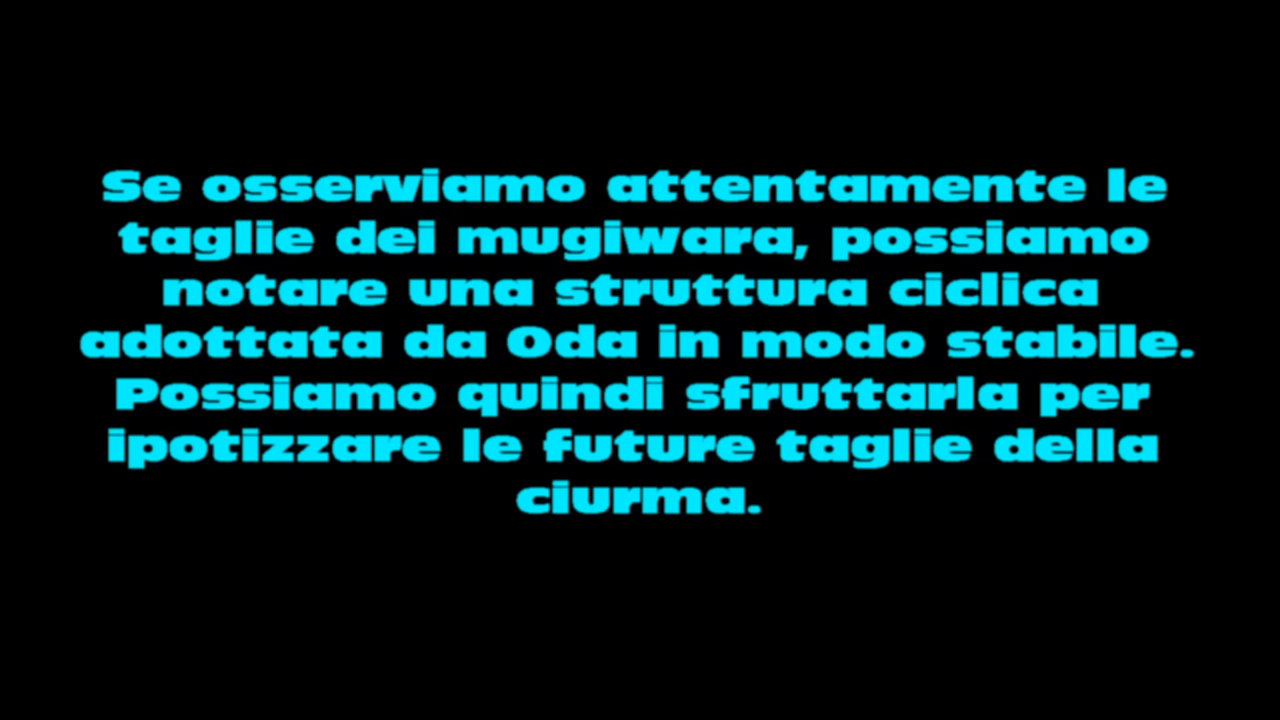 Se osserviamo attentamente le
taglie dei mugiwara, possiamo
notare una struttura ciclica
adottata da Oda in modo stabile.
Possiamo quindi sfruttarla per
ipotizzare le future taglie della
ciurma.